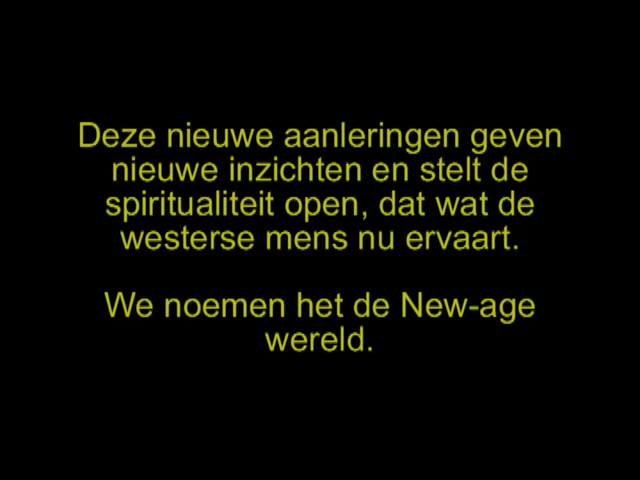 Deze nieuwe aanleringen geven
nieuwe inzichten en stelt de
spiritualiteit open, dat wat de
westerse mens nu ervaart.
We noemen het de New-age
wereld.